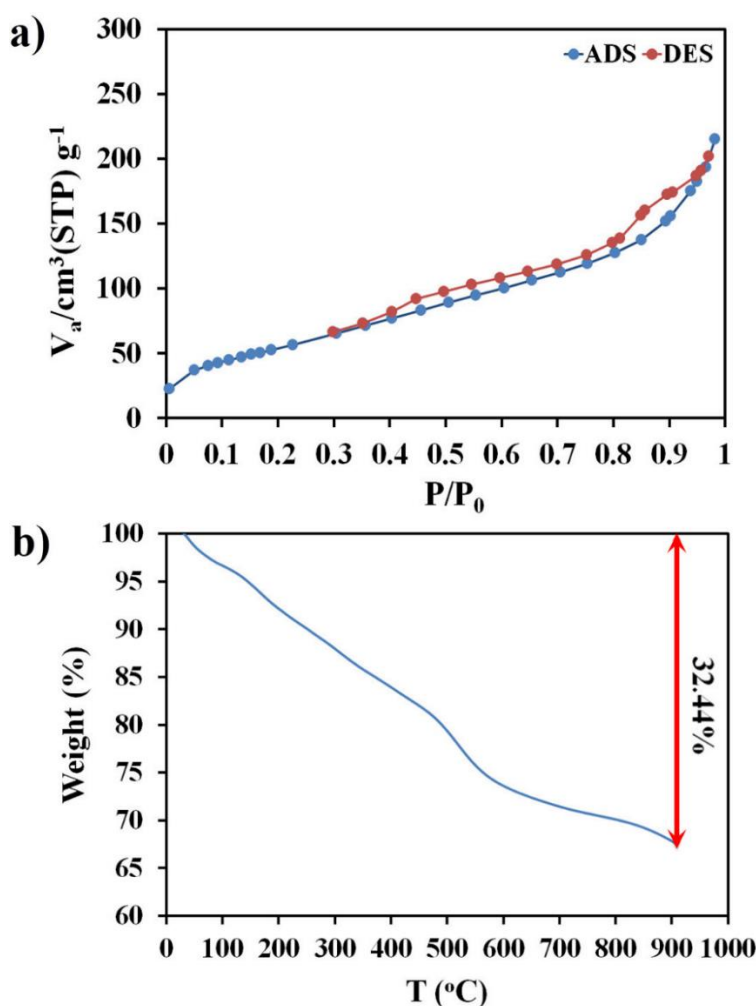 a)
ADS DES
300
250
200
150
100
50
0
0 0.1 0.2 0.3 0.4 0.5 0.6 0.7 0.8 0.9 1
Vₐ/cm³(STP) g⁻¹
P/P₀
b)
100
95
90
85
80
75
70
65
60
0 100 200 300 400 500 600 700 800 900 1000
Weight (%)
T (ºC)
32.44%